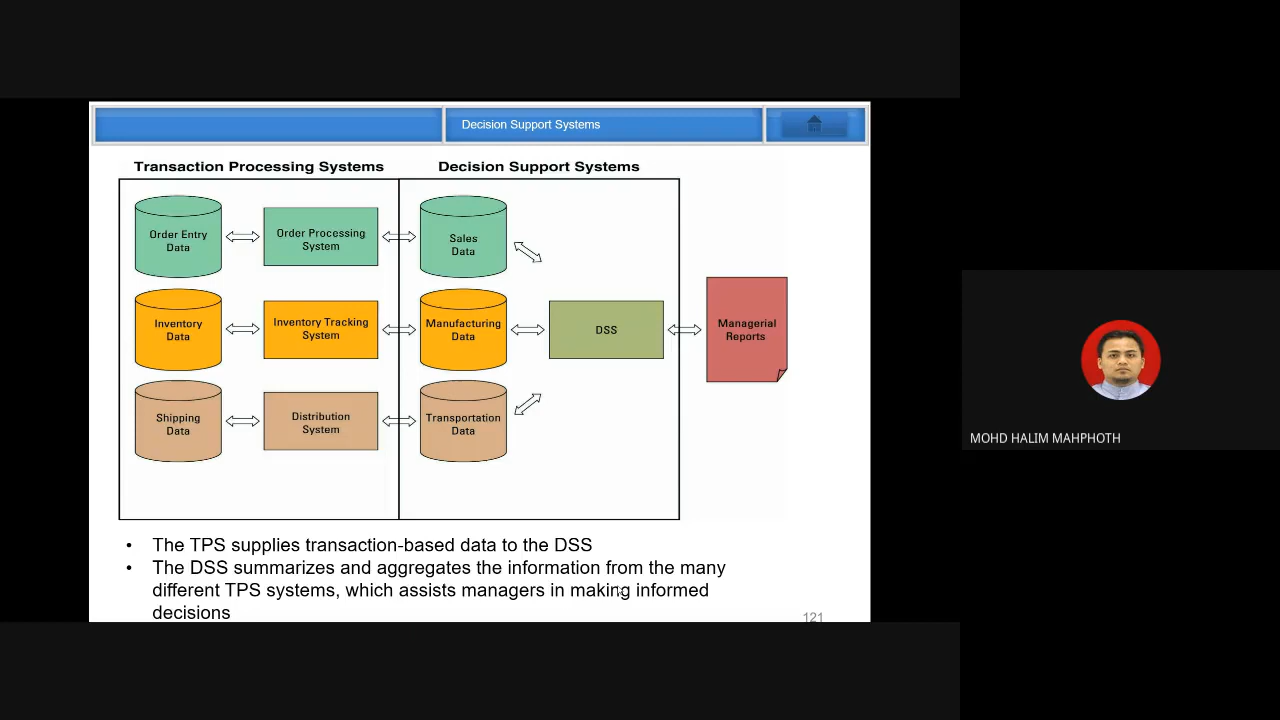 Decision Support Systems
Transaction Processing Systems
Decision Support Systems
Order Entry
Data
Order Processing
System
Sales
Data
Inventory
Data
Inventory Tracking
System
Manufacturing
Data
DSS
Managerial
Reports
Shipping
Data
Distribution
System
Transportation
Data
• The TPS supplies transaction-based data to the DSS
• The DSS summarizes and aggregates the information from the many
different TPS systems, which assists managers in making informed
decisions
121
MOHD HALIM MAHPHOTH